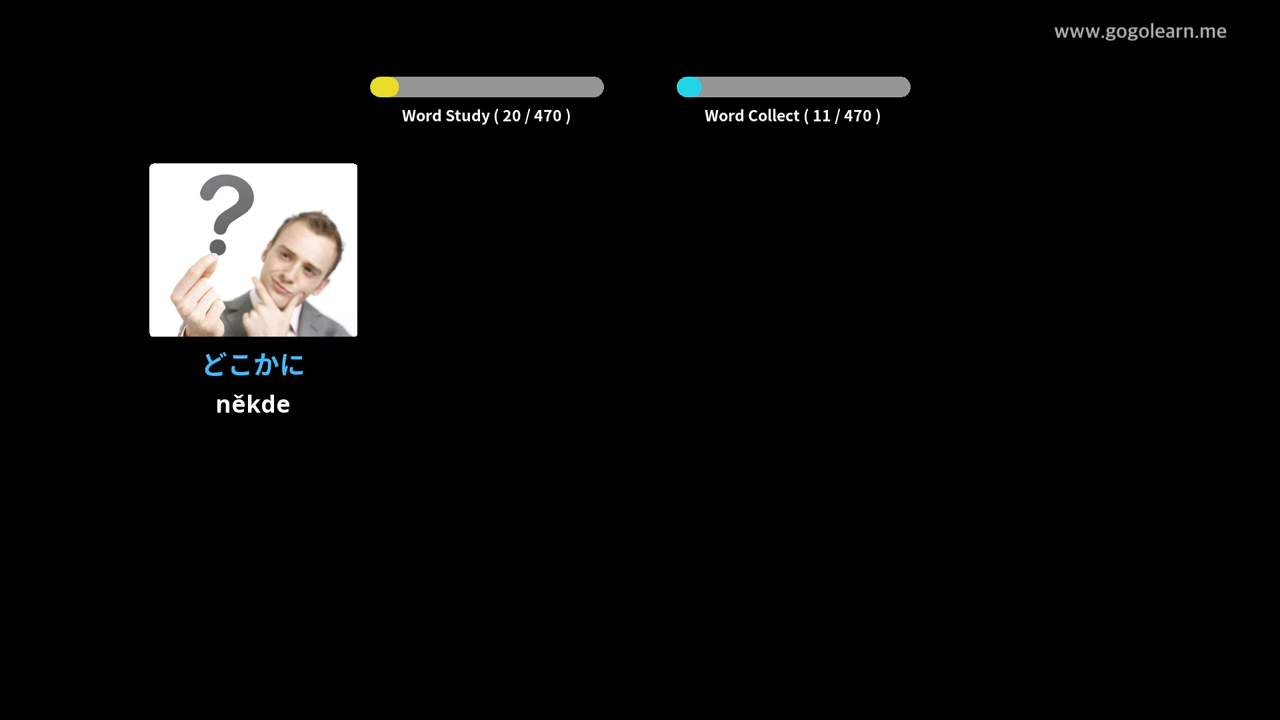 www.gogolearn.me
Word Study ( 20 / 470 )
Word Collect ( 11 / 470 )
?
どこかに
někde